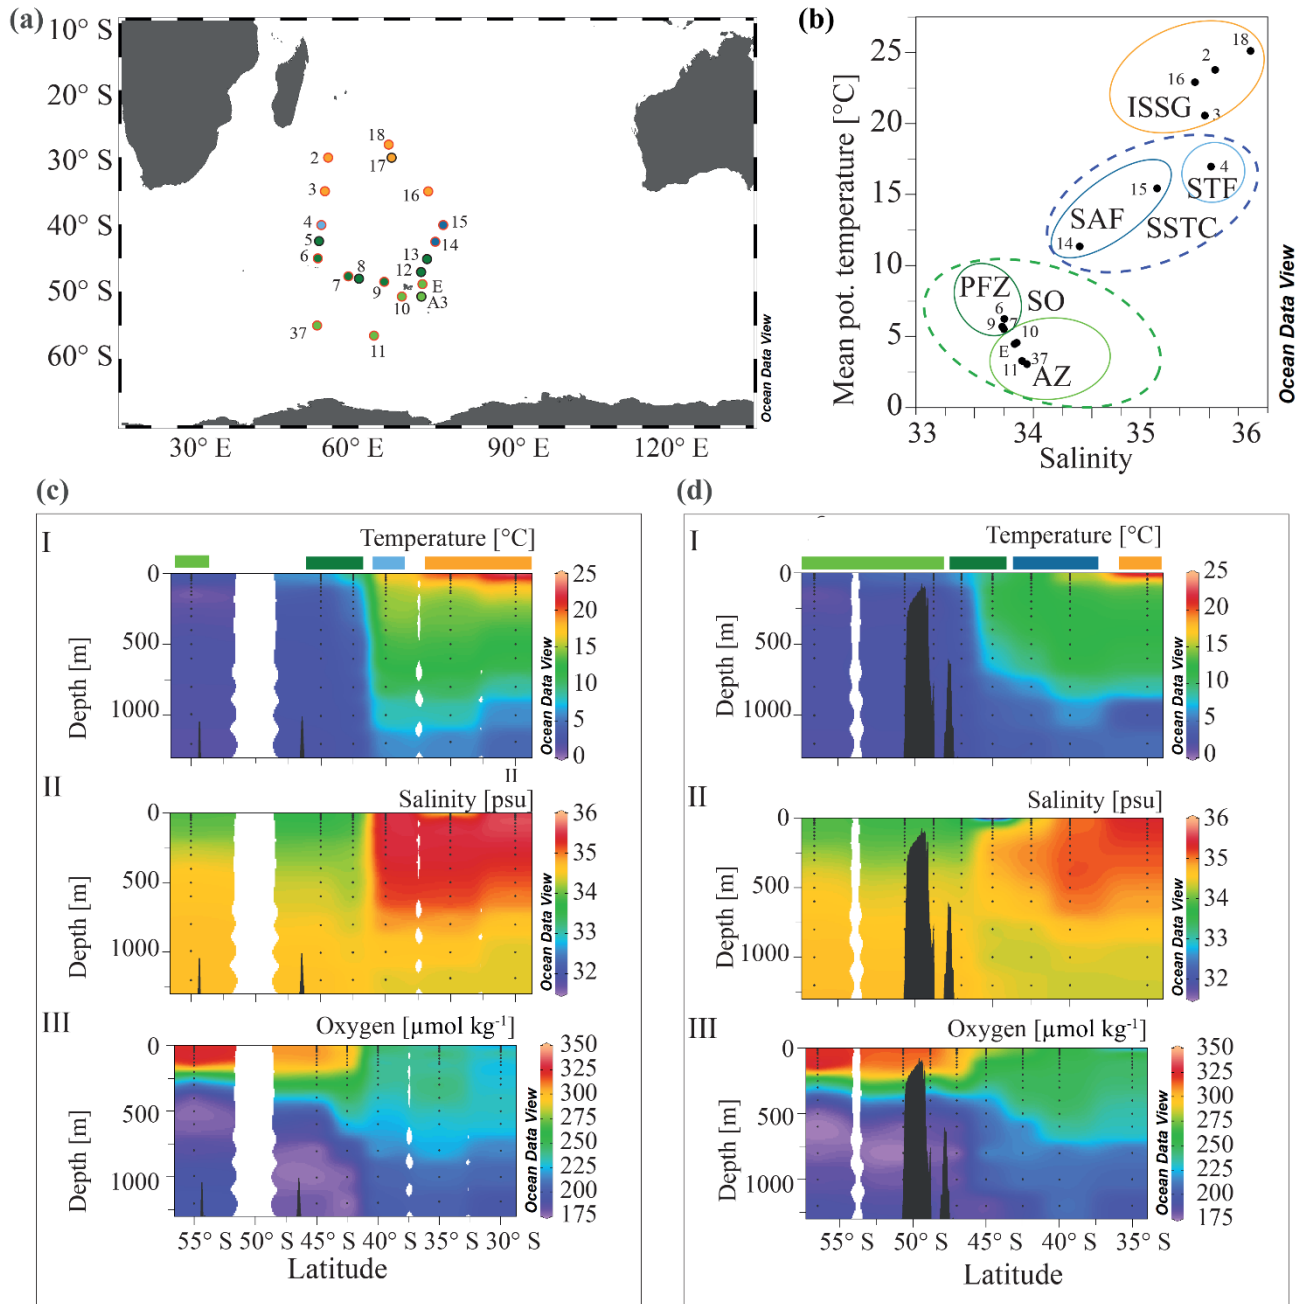 (a)
10° S
20° S
30° S
40° S
50° S
60° S
18
2
17
3
16
4
15
5
14
6
13
8
12
7
9
E
10
A3
37
11
30° E
60° E
90° E
120° E
Ocean Data View
(b)
Mean pot. temperature [°C]
25
20
15
10
5
0
18
2
16
ISSG
3
4
15
STF
SAF
SSTC
14
PFZ
SO
6
9
7
10
E
11
37
AZ
33
34
35
36
Salinity
Ocean Data View
(c)
I
Temperature [°C]
0
500
1000
Depth [m]
25
20
15
10
5
0
Ocean Data View
II
II
Salinity [psu]
0
500
1000
Depth [m]
36
35
34
33
32
Ocean Data View
III
Oxygen [µmol kg-1]
0
500
1000
Depth [m]
350
325
300
275
250
225
200
175
Ocean Data View
55° S 50° S 45° S 40° S 35° S 30° S
Latitude
(d)
I
Temperature [°C]
0
500
1000
Depth [m]
25
20
15
10
5
0
Ocean Data View
II
Salinity [psu]
0
500
1000
Depth [m]
36
35
34
33
32
Ocean Data View
III
Oxygen [µmol kg-1]
0
500
1000
Depth [m]
350
325
300
275
250
225
200
175
Ocean Data View
55° S 50° S 45° S 40° S 35° S
Latitude